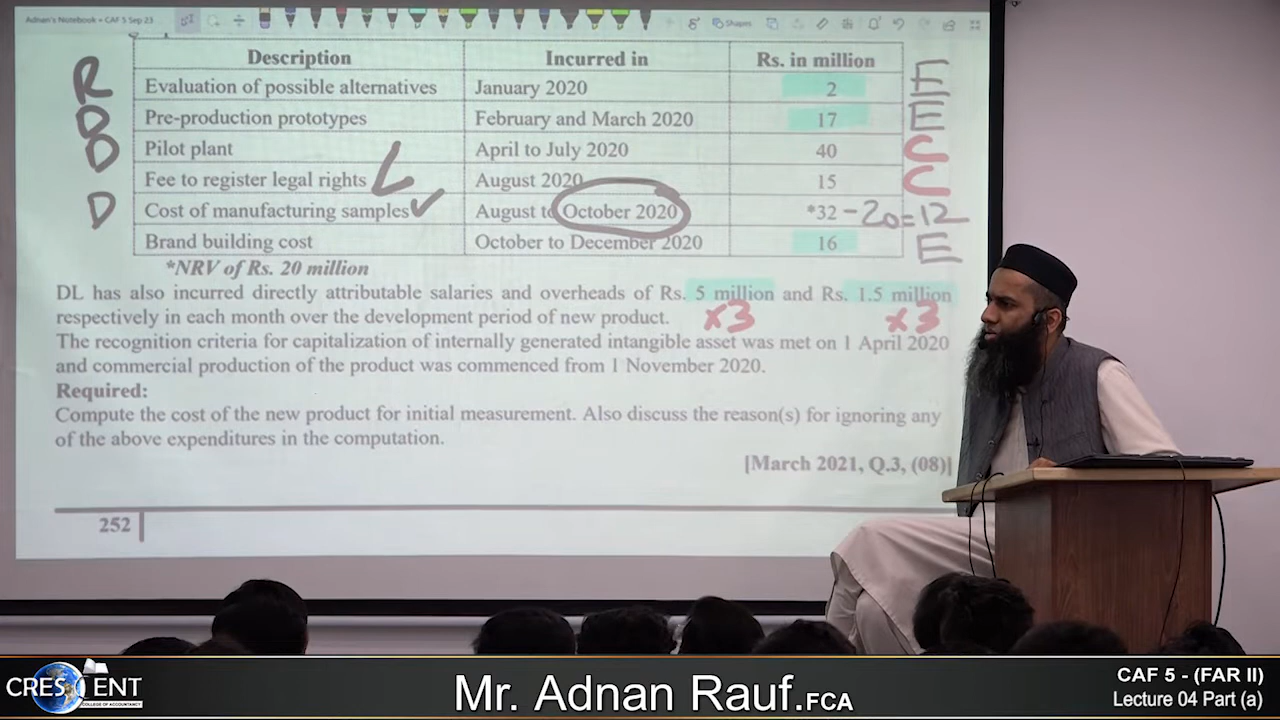 Adnan's Notebook • CAF 5 Sep 23
Shapes
Description Incurred in Rs. in million
R Evaluation of possible alternatives January 2020 2 E
D Pre-production prototypes February and March 2020 17 E
D Pilot plant April to July 2020 40 C
Fee to register legal rights August 2020 15 C
D Cost of manufacturing samples August to October 2020 *32 -20=12
Brand building cost October to December 2020 16 E
*NRV of Rs. 20 million
DL has also incurred directly attributable salaries and overheads of Rs. 5 million and Rs. 1.5 million
respectively in each month over the development period of new product.
x3 x3
The recognition criteria for capitalization of internally generated intangible asset was met on 1 April 2020
and commercial production of the product was commenced from 1 November 2020.
Required:
Compute the cost of the new product for initial measurement. Also discuss the reason(s) for ignoring any
of the above expenditures in the computation.
[March 2021, Q.3, (08)]
252
CRESCENT
COLLEGE OF ACCOUNTANCY
Mr. Adnan Rauf.FCA
CAF 5 - (FAR II)
Lecture 04 Part (a)